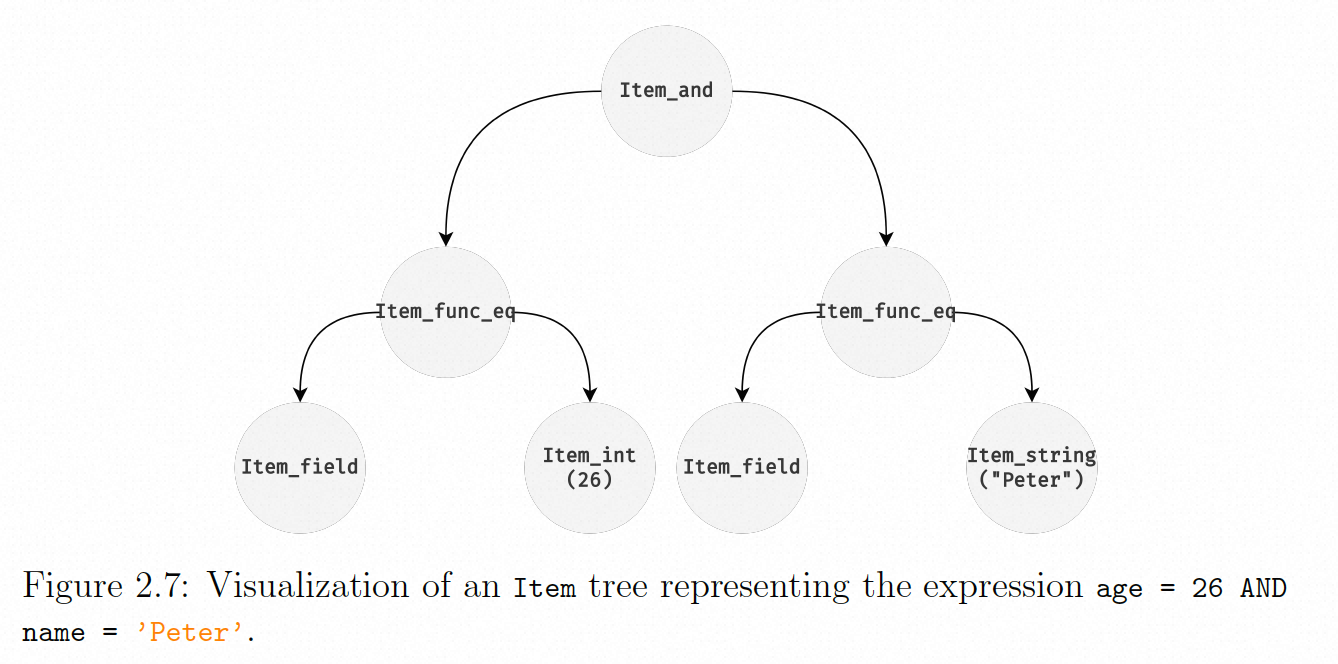 Item_and
Item_func_eq
Item_func_eq
Item_field
Item_int
(26)
Item_field
Item_string
("Peter")
Figure 2.7: Visualization of an Item tree representing the expression age = 26 AND
name = ’Peter’.